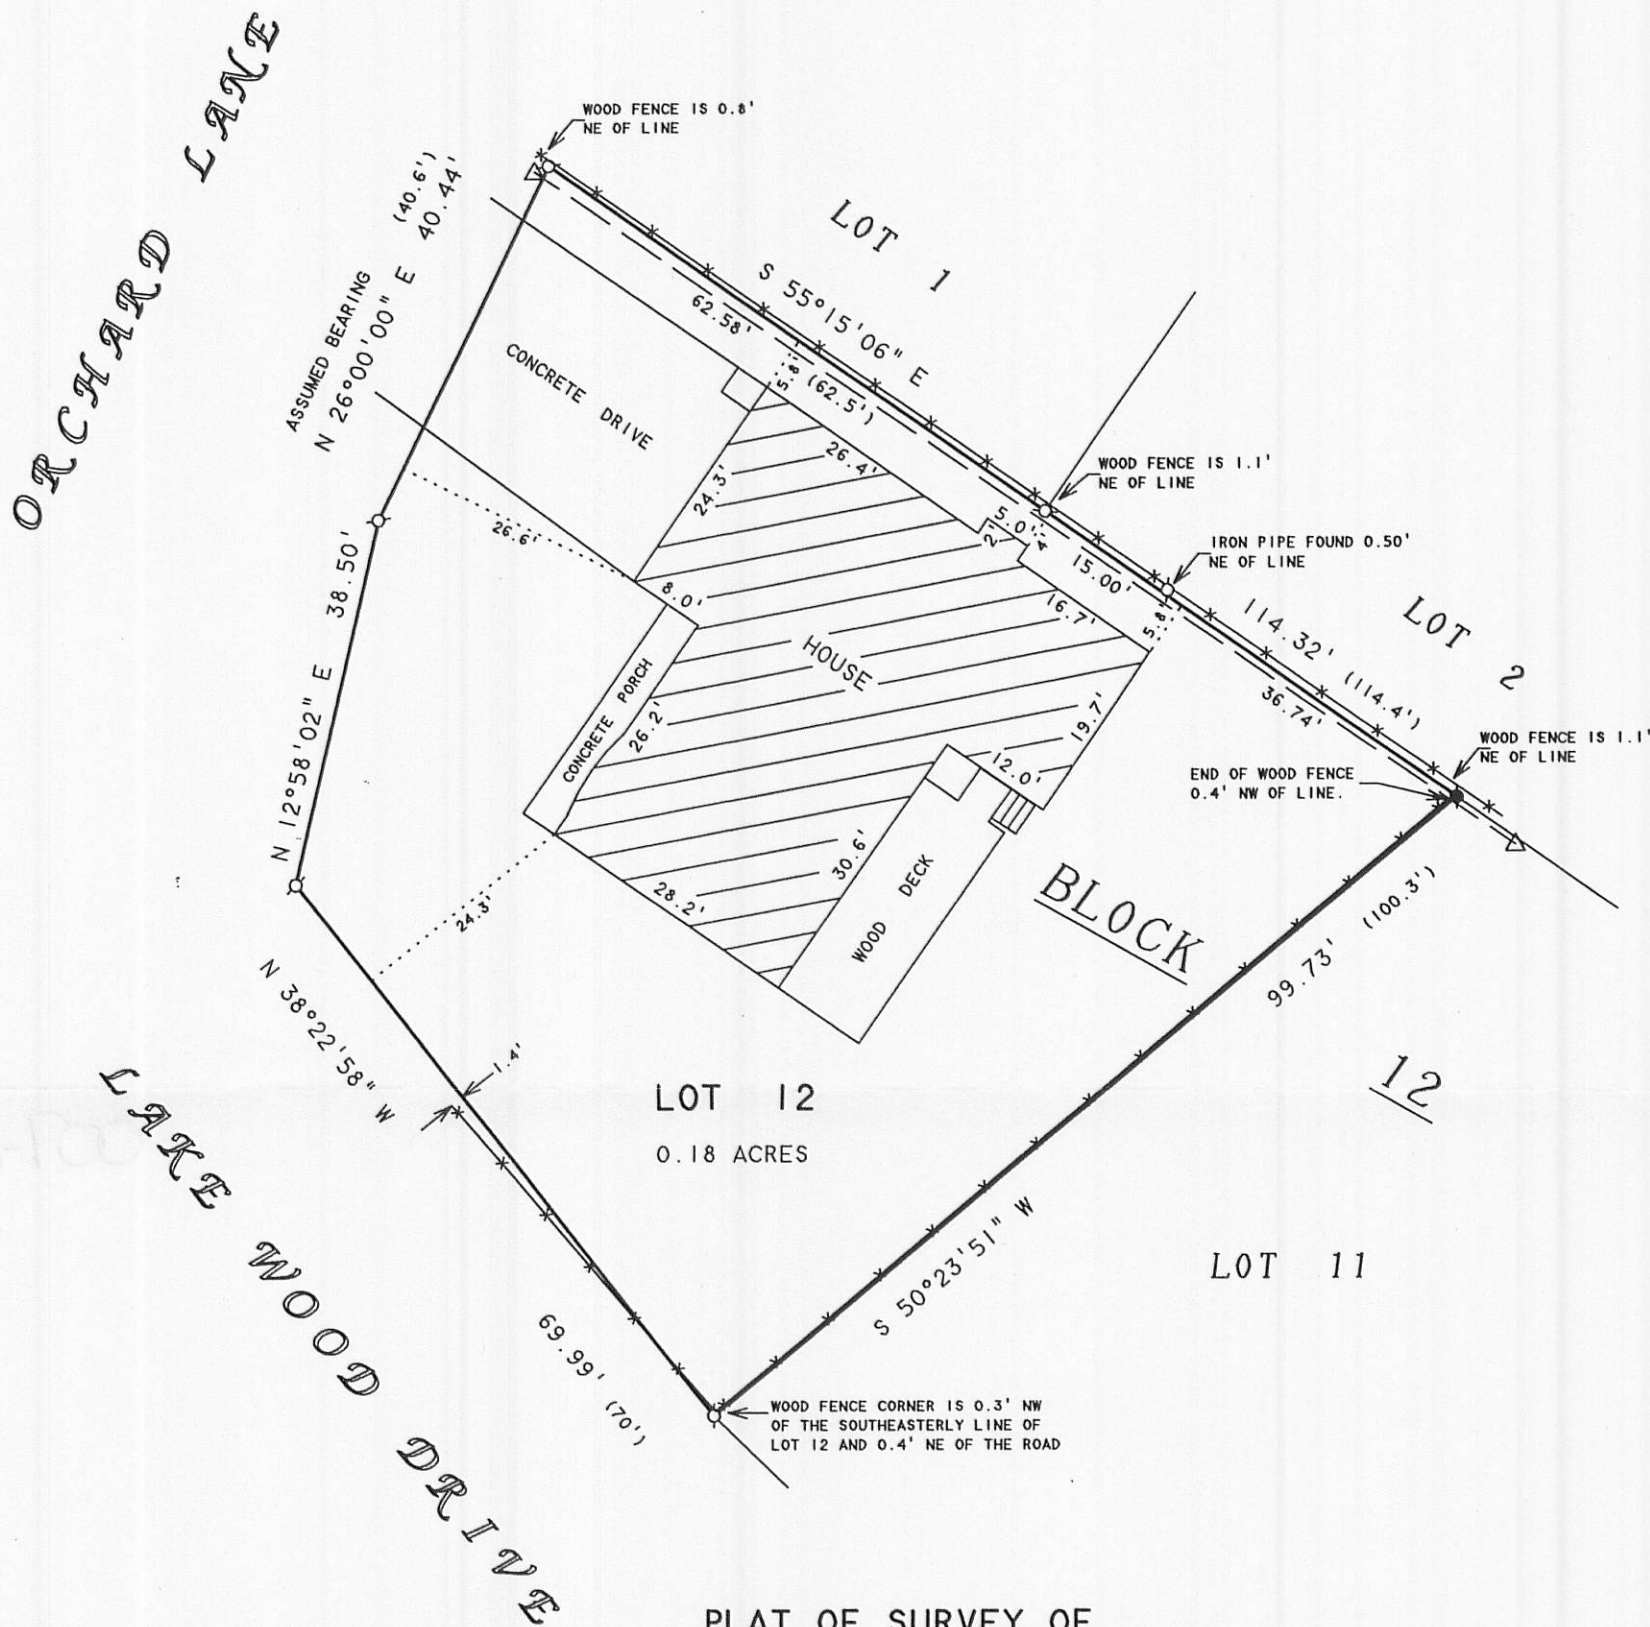 ORCHARD LANE
WOOD FENCE IS 0.8'
NE OF LINE
(40.6')
40.44'
ASSUMED BEARING
N 26°00'00" E
LOT 1
S 55°15'06" E
62.58'
(62.5')
5.8'
CONCRETE DRIVE
26.4'
24.3'
WOOD FENCE IS 1.1'
NE OF LINE
5.0'
2'
4'
IRON PIPE FOUND 0.50'
NE OF LINE
15.00'
26.6'
8.0'
16.7'
5.8'
38.50'
N 12°58'02" E
114.32' (114.4')
LOT 2
HOUSE
CONCRETE PORCH
26.2'
36.74'
19.7'
WOOD FENCE IS 1.1'
NE OF LINE
12.0'
END OF WOOD FENCE
0.4' NW OF LINE.
30.6'
WOOD DECK
28.2'
24.3'
BLOCK
12
99.73' (100.3')
N 38°22'58" W
1.4'
LOT 12
0.18 ACRES
S 50°23'51" W
LOT 11
LAKE WOOD DRIVE
69.99' (70')
WOOD FENCE CORNER IS 0.3' NW
OF THE SOUTHEASTERLY LINE OF
LOT 12 AND 0.4' NE OF THE ROAD
PLAT OF SURVEY OF